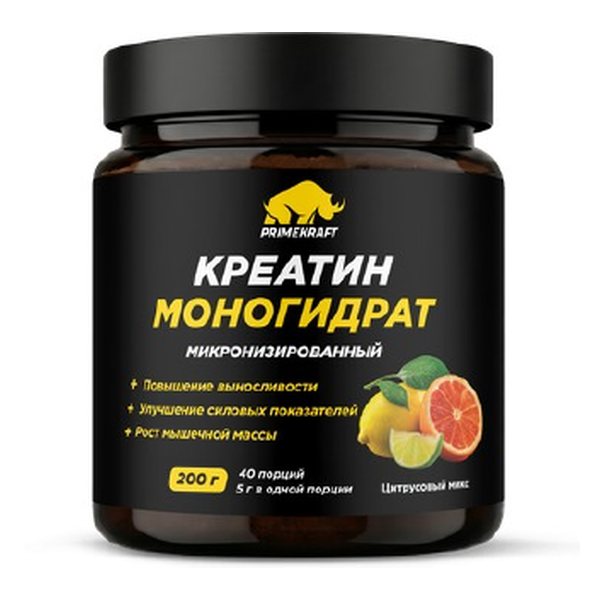 PRIMEKRAFT
КРЕАТИН
МОНОГИДРАТ
МИКРОНИЗИРОВАННЫЙ
+ Повышение выносливости
+ Улучшение силовых показателей
+ Рост мышечной массы
200 г
40 порций
5 г в одной порции
Цитрусовый микс